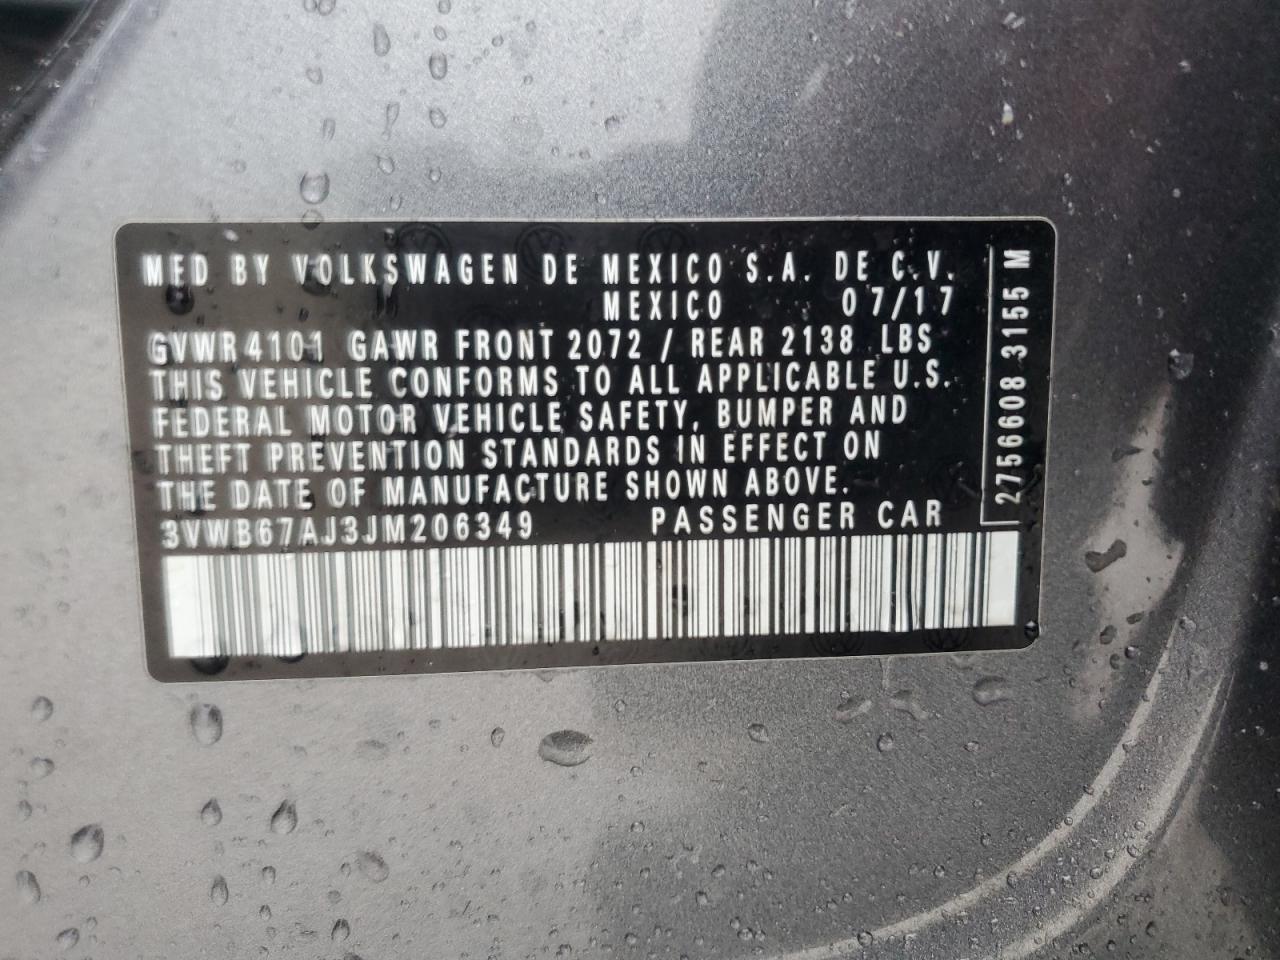 MFD BY VOLKSWAGEN DE MEXICO S.A. DE C.V.
MEXICO 07/17
GVWR 4101 GAWR FRONT 2072 / REAR 2138 LBS
THIS VEHICLE CONFORMS TO ALL APPLICABLE U.S.
FEDERAL MOTOR VEHICLE SAFETY, BUMPER AND
THEFT PREVENTION STANDARDS IN EFFECT ON
THE DATE OF MANUFACTURE SHOWN ABOVE.
3VWB67AJ3JM206349 PASSENGER CAR
2756608 3155 M